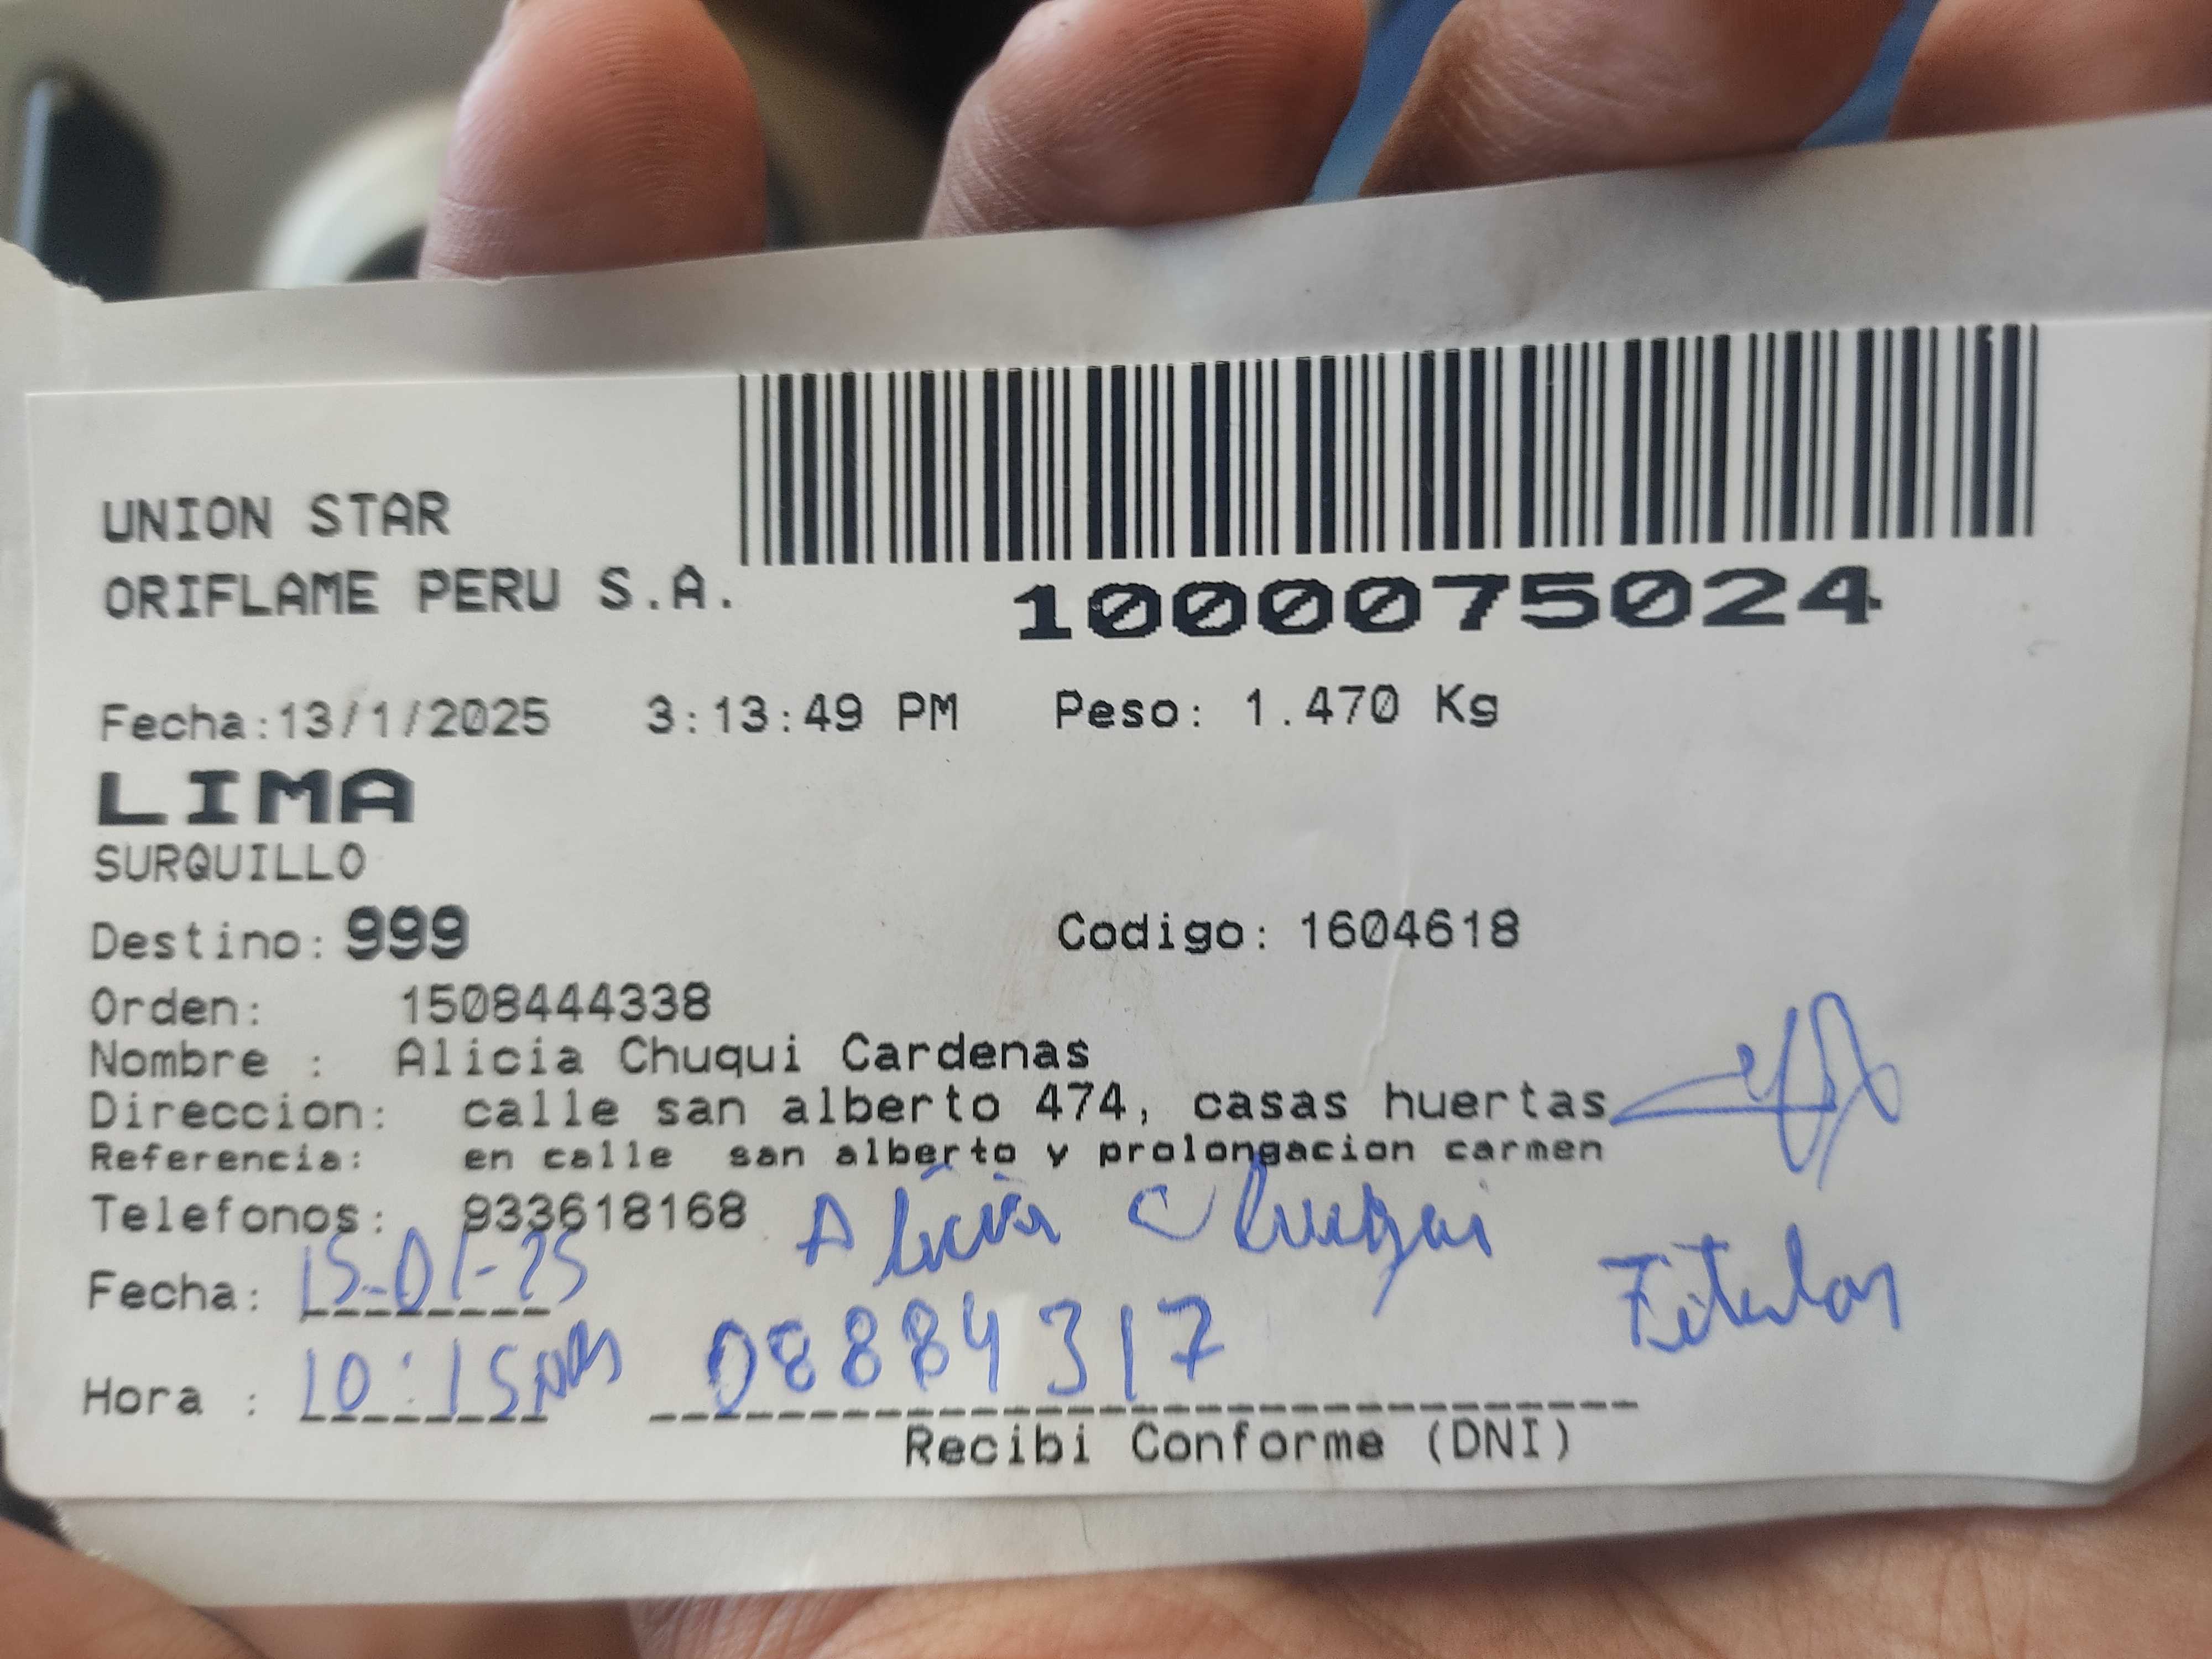 UNION STAR
ORIFLAME PERU S.A.
1000075024
Fecha:13/1/2025 3:13:49 PM Peso: 1.470 Kg
LIMA
SURQUILLO
Destino: 999 Codigo: 1604618
Orden: 1508444338
Nombre : Alicia Chuqui Cardenas
Direccion: calle san alberto 474, casas huertas
Referencia: en calle san alberto y prolongacion carmen
Telefonos: 933618168 Alicia Chuqui
Fecha: 15-01-25 Titular
Hora : 10:15 08884317
Recibi Conforme (DNI)